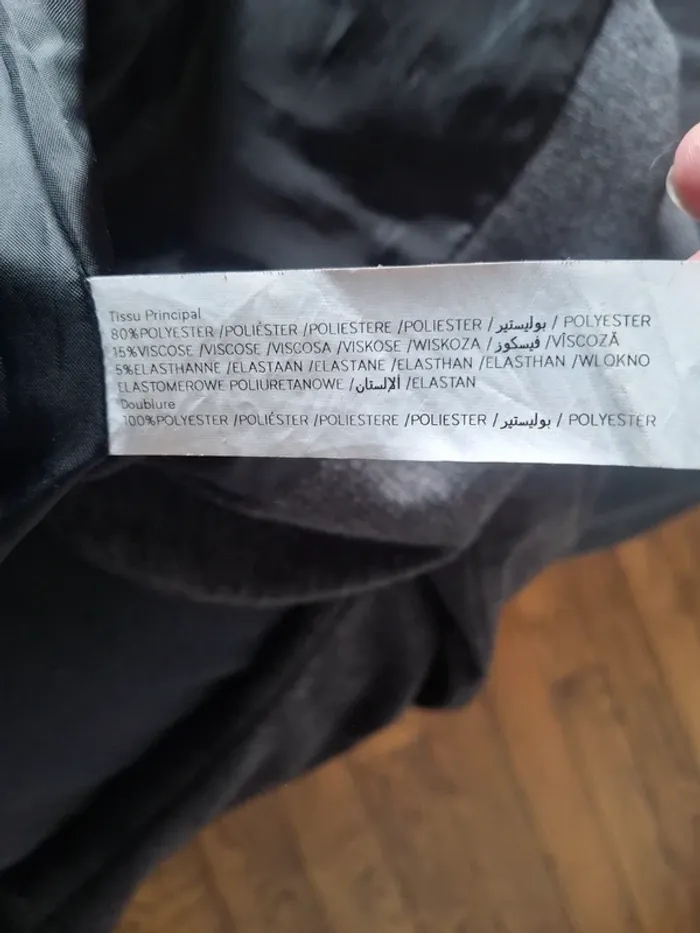 Tissu Principal
80%POLYESTER /POLIÉSTER /POLIESTERE /POLIESTER / بوليستير / POLYESTER
15%VISCOSE /VISCOSE /VISCOSA /VISKOSE /WISKOZA / فيسكوز /VÎSCOZĂ
5%ELASTHANNE /ELASTAAN /ELASTANE /ELASTHAN /ELASTHAN /WLOKNO
ELASTOMEROWE POLIURETANOWE / الإلستان /ELASTAN
Doublure
100%POLYESTER /POLIÉSTER /POLIESTERE /POLIESTER / بوليستير / POLYESTER